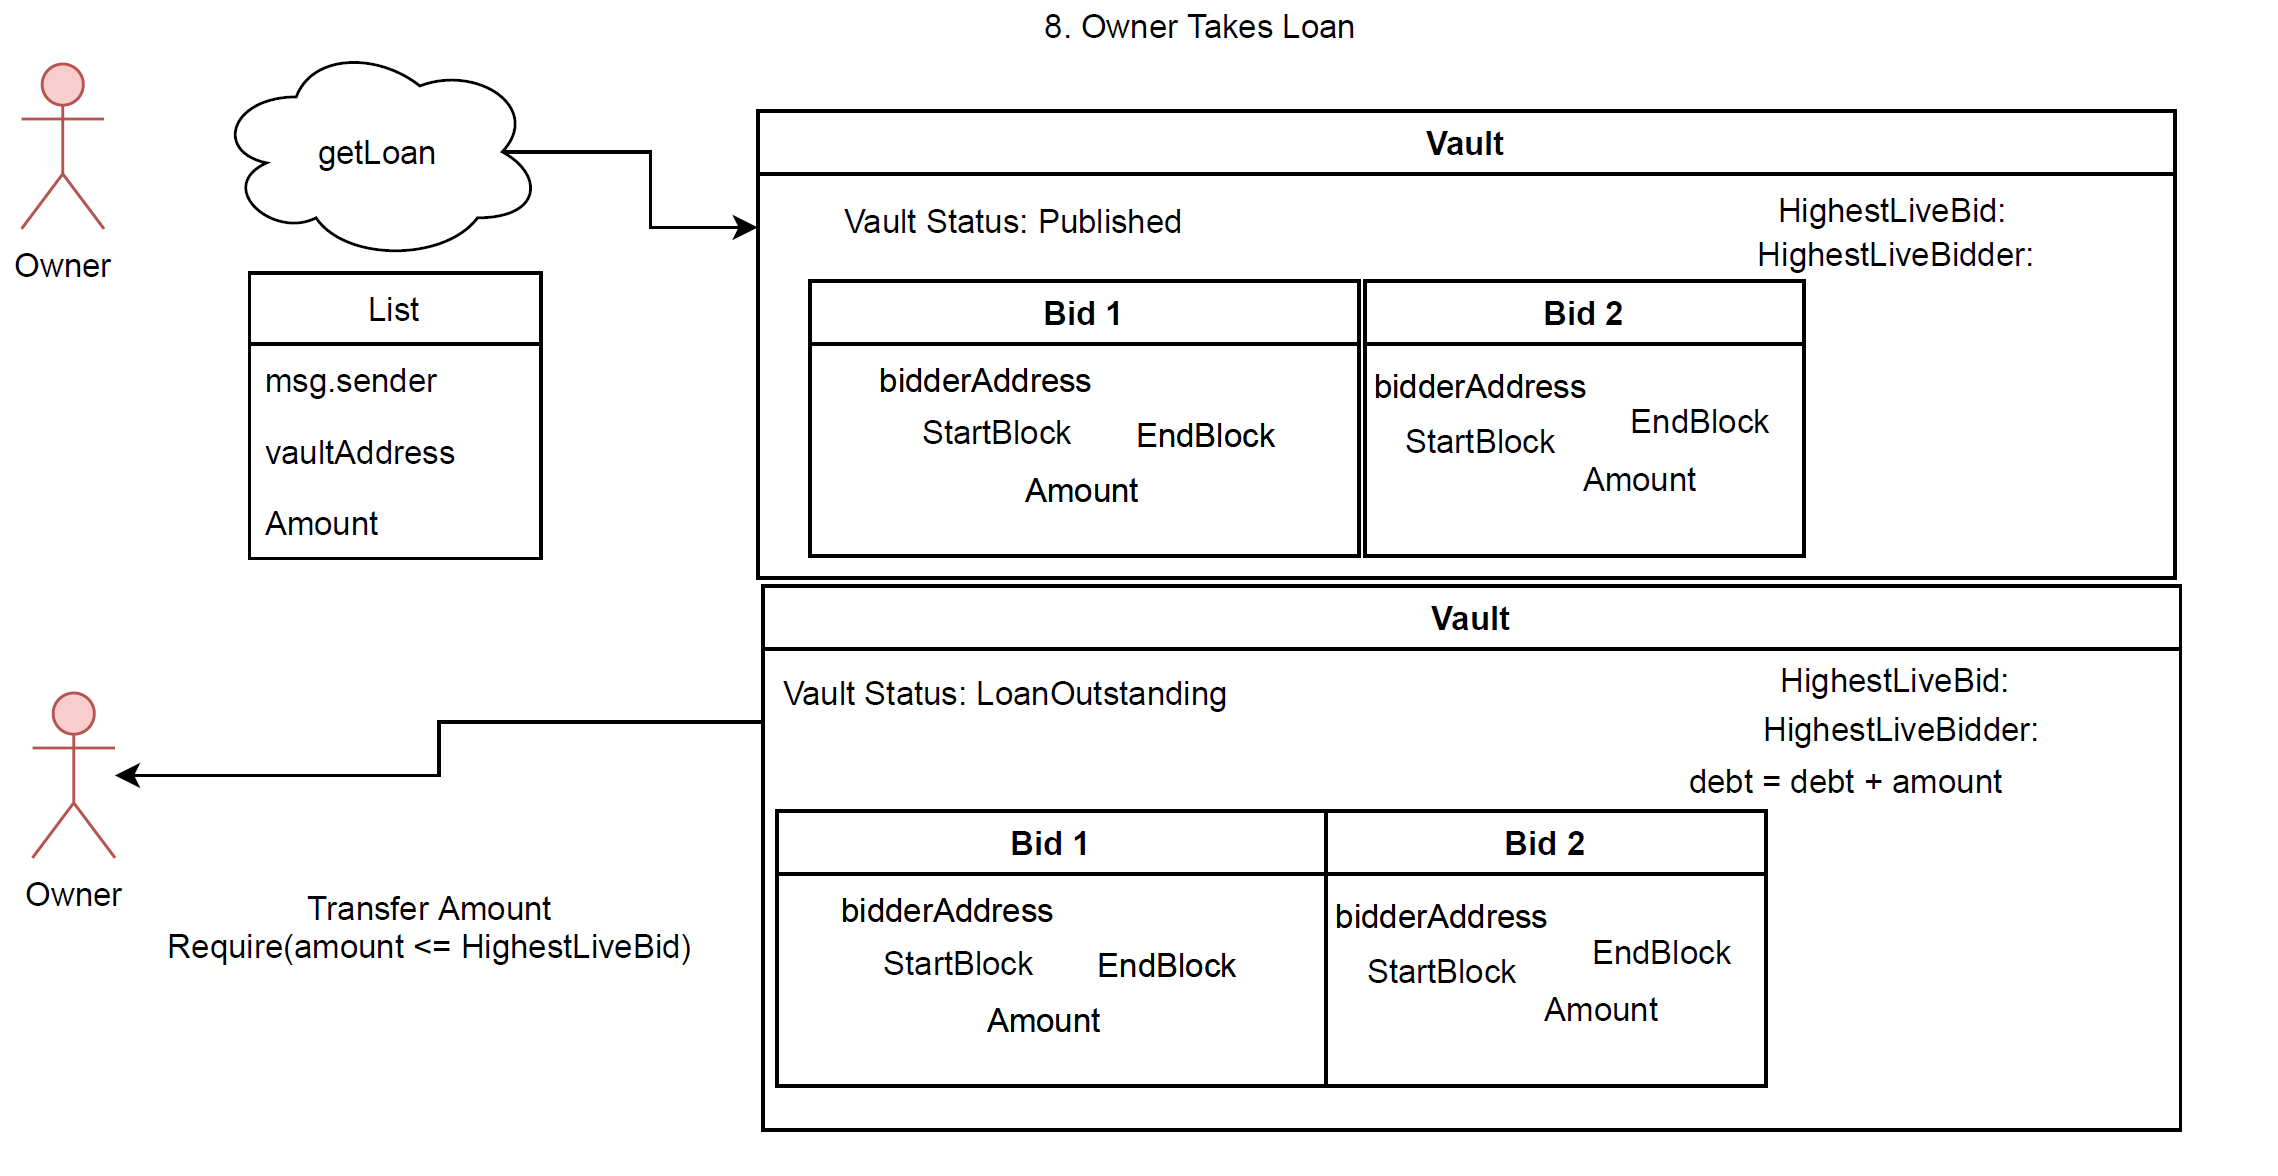 8. Owner Takes Loan
Owner
getLoan
List
msg.sender
vaultAddress
Amount
Vault
Vault Status: Published
HighestLiveBid:
HighestLiveBidder:
Bid 1
bidderAddress
StartBlock
EndBlock
Amount
Bid 2
bidderAddress
EndBlock
StartBlock
Amount
Vault
Vault Status: LoanOutstanding
HighestLiveBid:
HighestLiveBidder:
debt = debt + amount
Owner
Transfer Amount
Require(amount <= HighestLiveBid)
Bid 1
bidderAddress
StartBlock
EndBlock
Amount
Bid 2
bidderAddress
EndBlock
StartBlock
Amount